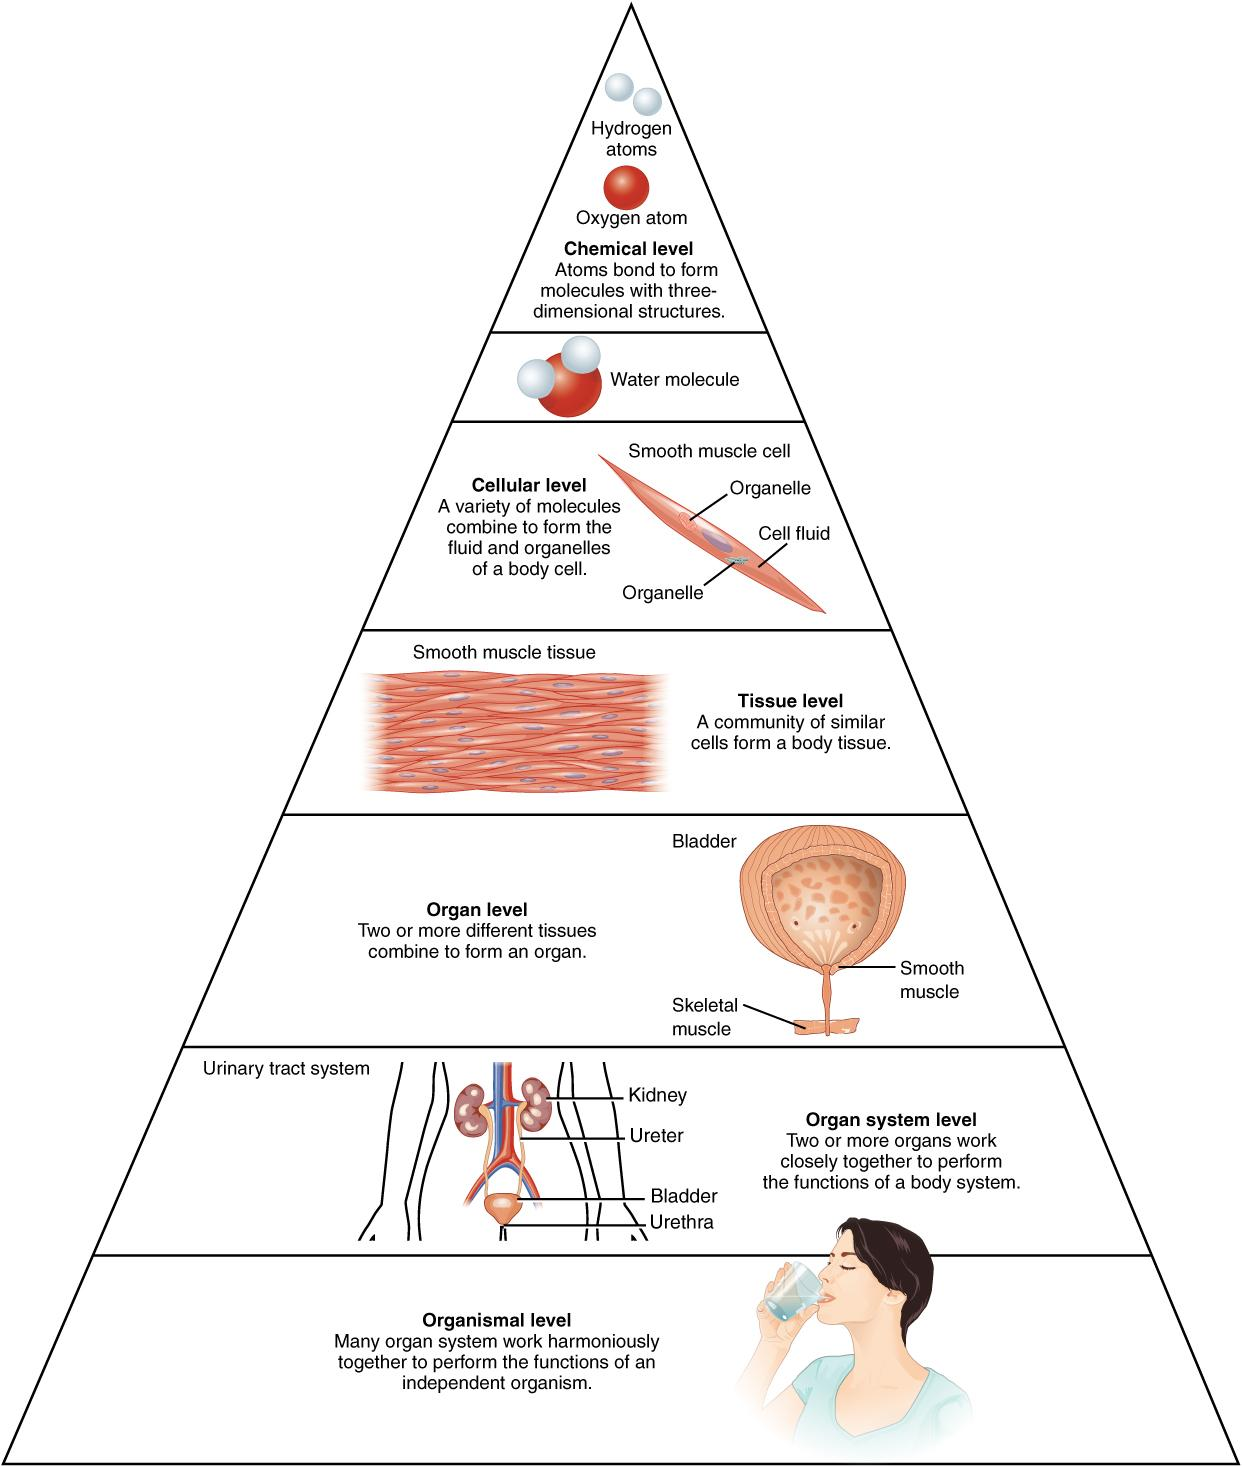 Hydrogen
atoms
Oxygen atom
Chemical level
Atoms bond to form
molecules with three-
dimensional structures.
Water molecule
Smooth muscle cell
Organelle
Cell fluid
Organelle
Cellular level
A variety of molecules
combine to form the
fluid and organelles
of a body cell.
Smooth muscle tissue
Tissue level
A community of similar
cells form a body tissue.
Bladder
Organ level
Two or more different tissues
combine to form an organ.
Smooth
muscle
Skeletal
muscle
Urinary tract system
Kidney
Ureter
Bladder
Urethra
Organ system level
Two or more organs work
closely together to perform
the functions of a body system.
Organismal level
Many organ system work harmoniously
together to perform the functions of an
independent organism.